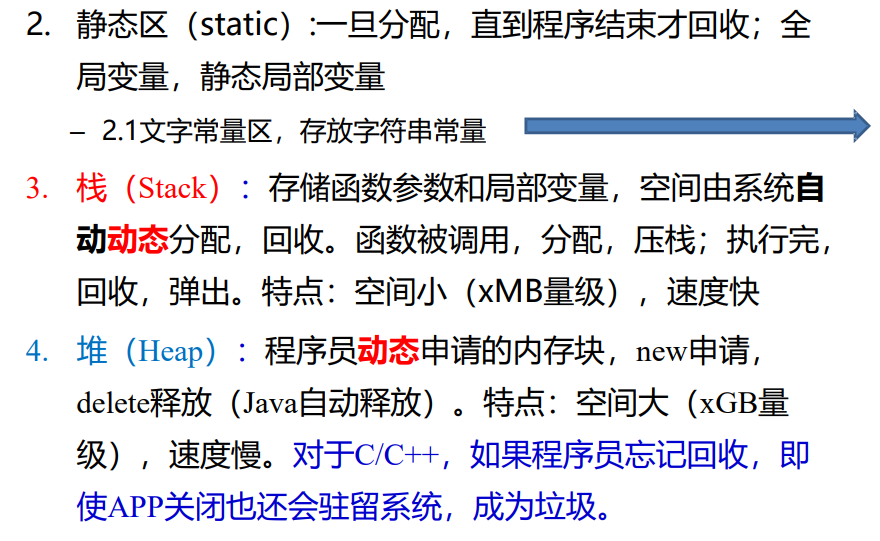 2. 静态区（static）:一旦分配，直到程序结束才回收；全
局变量，静态局部变量
– 2.1文字常量区，存放字符串常量
3. 栈（Stack）：存储函数参数和局部变量，空间由系统自
动动态分配，回收。函数被调用，分配，压栈；执行完，
回收，弹出。特点：空间小（xMB量级），速度快
4. 堆（Heap）：程序员动态申请的内存块，new申请，
delete释放（Java自动释放）。特点：空间大（xGB量
级），速度慢。对于C/C++，如果程序员忘记回收，即
使APP关闭也还会驻留系统，成为垃圾。